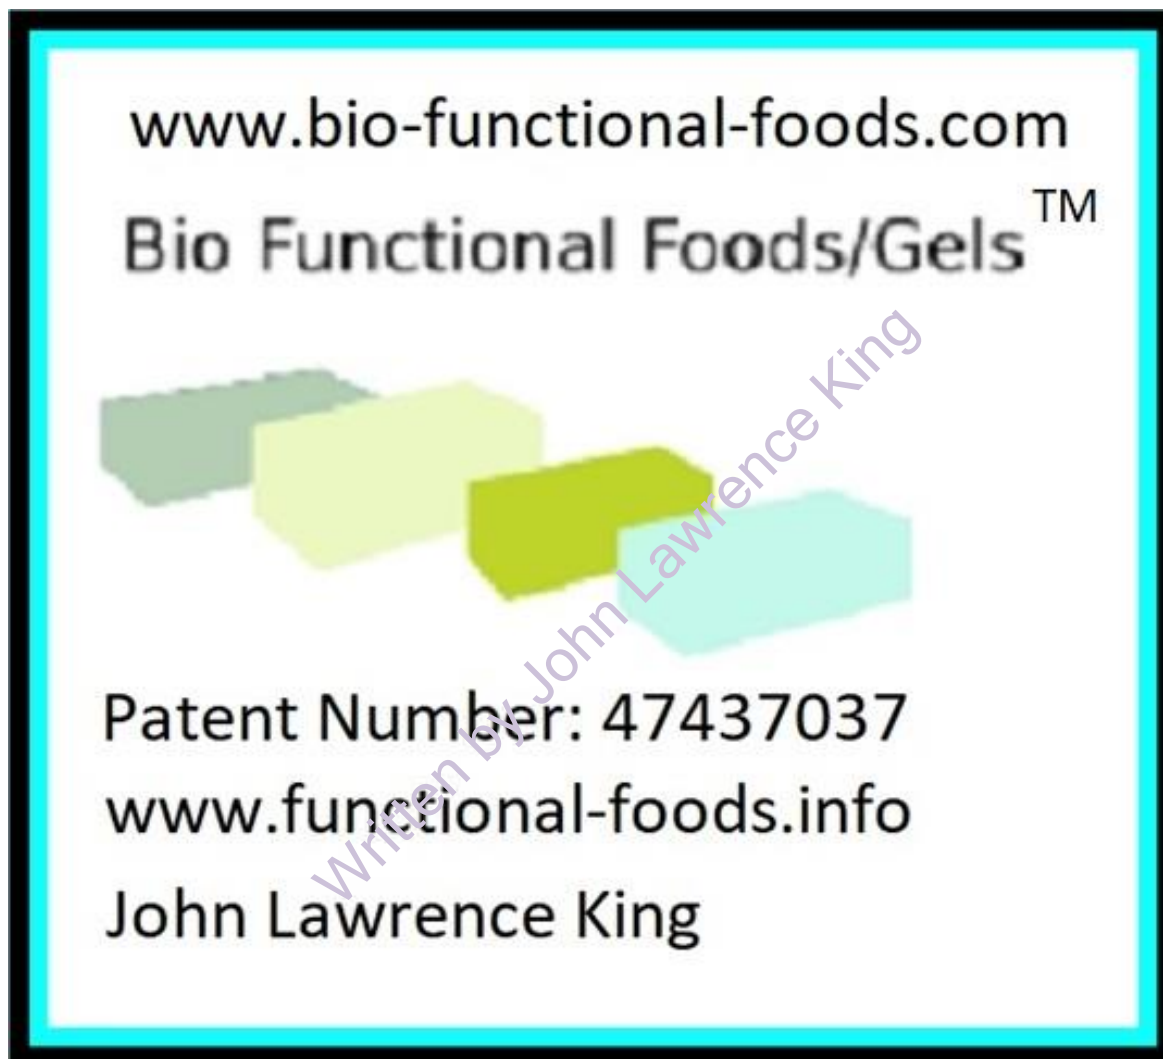 www.bio-functional-foods.com
Bio Functional Foods/Gels™
Written by John Lawrence King
Patent Number: 47437037
www.functional-foods.info
John Lawrence King